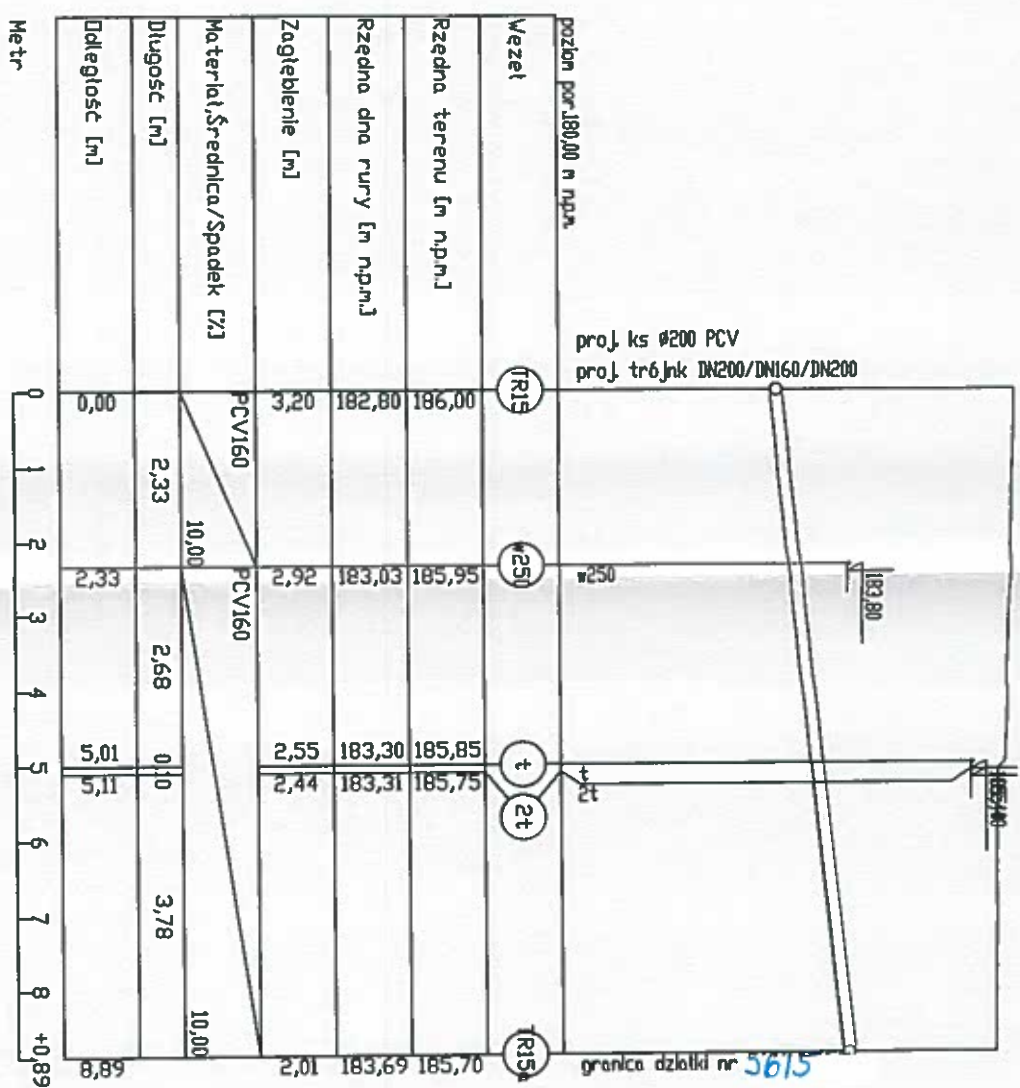 poziom por.180,00 m npm.
proj. ks ø200 PCV
proj. trójnk DN200/DN160/DN200
w250
183,80
t
2t
granica działki nr 5615
Węzeł
TR15
w250
t
2t
Rzędna terenu [m n.p.m.]
186,00
185,95
185,85
185,75
185,70
Rzędna dna rury [m n.p.m.]
182,80
183,03
183,30
183,31
183,69
Zagłębienie [m]
3,20
2,92
2,55
2,44
2,01
Materiał,Średnica/Spadek [%]
PCV160
10,00
PCV160
10,00
Długość [m]
2,33
2,68
0,10
3,78
Odległość [m]
0,00
2,33
5,01
5,11
8,89
Metr
0
1
2
3
4
5
6
7
8
+0,89